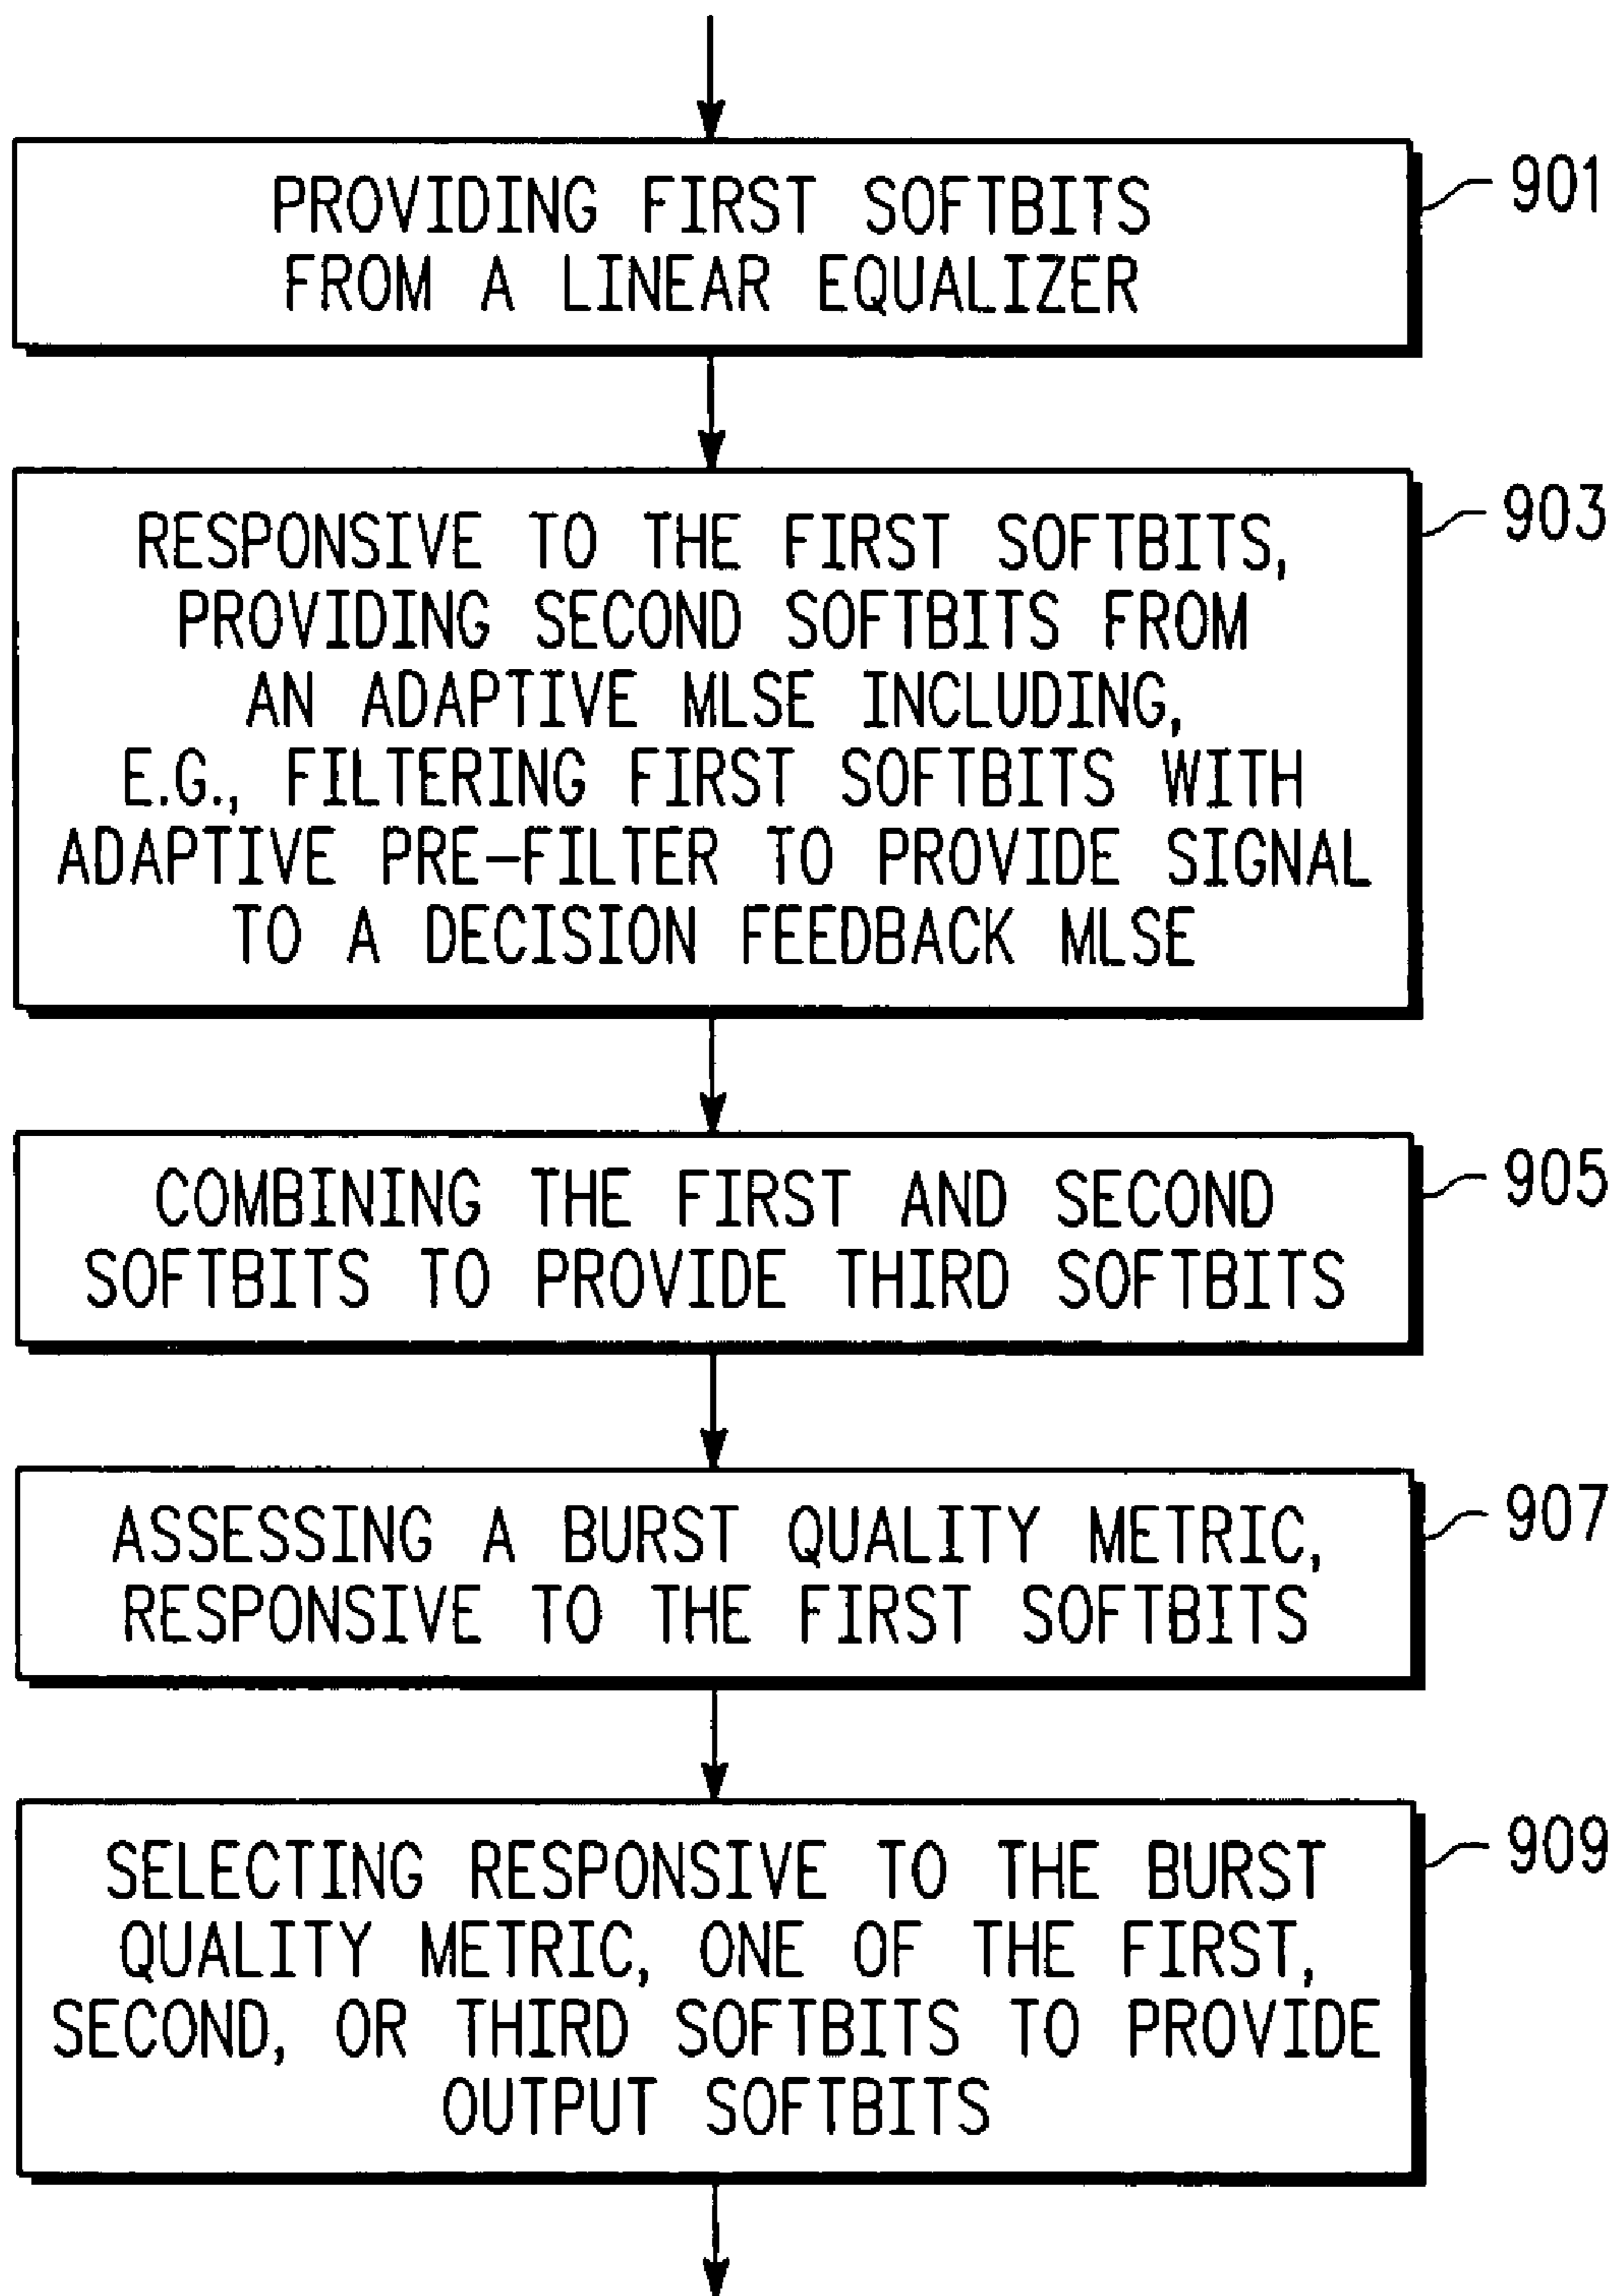 PROVIDING FIRST SOFTBITS
FROM A LINEAR EQUALIZER
901
RESPONSIVE TO THE FIRST SOFTBITS,
PROVIDING SECOND SOFTBITS FROM
AN ADAPTIVE MLSE INCLUDING,
E.G., FILTERING FIRST SOFTBITS WITH
ADAPTIVE PRE-FILTER TO PROVIDE SIGNAL
TO A DECISION FEEDBACK MLSE
903
COMBINING THE FIRST AND SECOND
SOFTBITS TO PROVIDE THIRD SOFTBITS
905
ASSESSING A BURST QUALITY METRIC,
RESPONSIVE TO THE FIRST SOFTBITS
907
SELECTING RESPONSIVE TO THE BURST
QUALITY METRIC, ONE OF THE FIRST,
SECOND, OR THIRD SOFTBITS TO PROVIDE
OUTPUT SOFTBITS
909